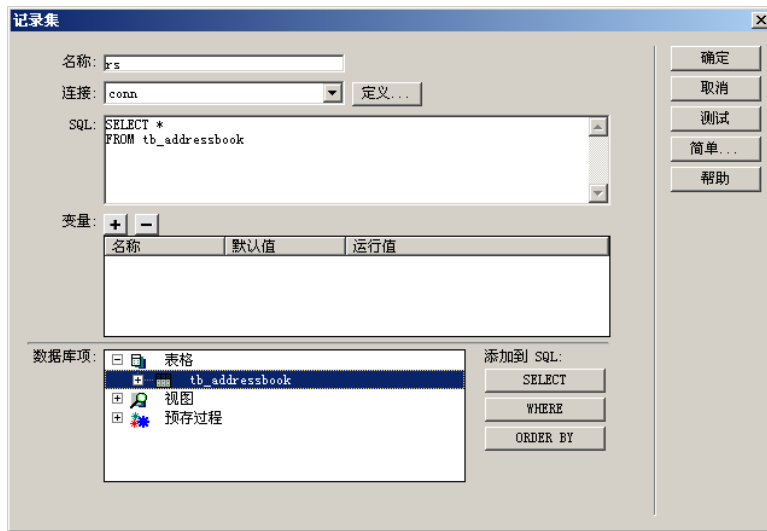 记录集
名称: rs
确定
连接: conn 定义...
取消
SQL: SELECT *
FROM tb_addressbook
测试
简单...
帮助
变量: + −
名称 默认值 运行值
数据库项: 表格
tb_addressbook
视图
预存过程
添加到 SQL:
SELECT
WHERE
ORDER BY